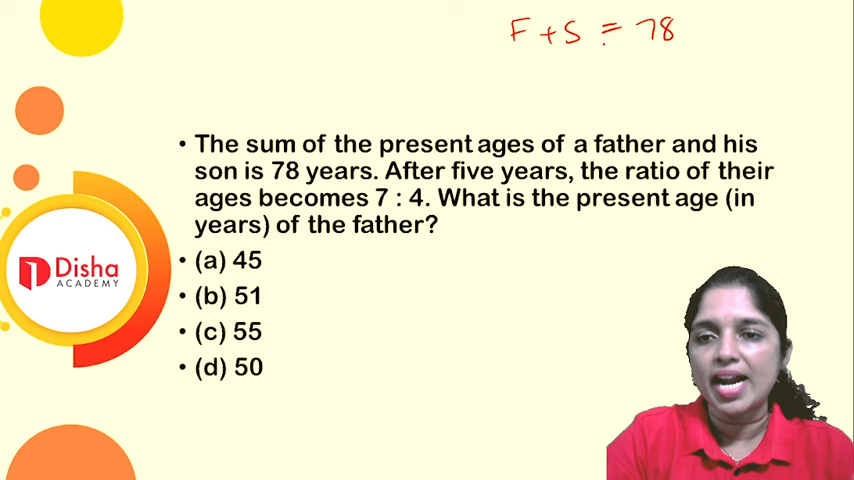 F + S = 78
• The sum of the present ages of a father and his
son is 78 years. After five years, the ratio of their
ages becomes 7 : 4. What is the present age (in
years) of the father?
• (a) 45
• (b) 51
• (c) 55
• (d) 50
Disha
ACADEMY